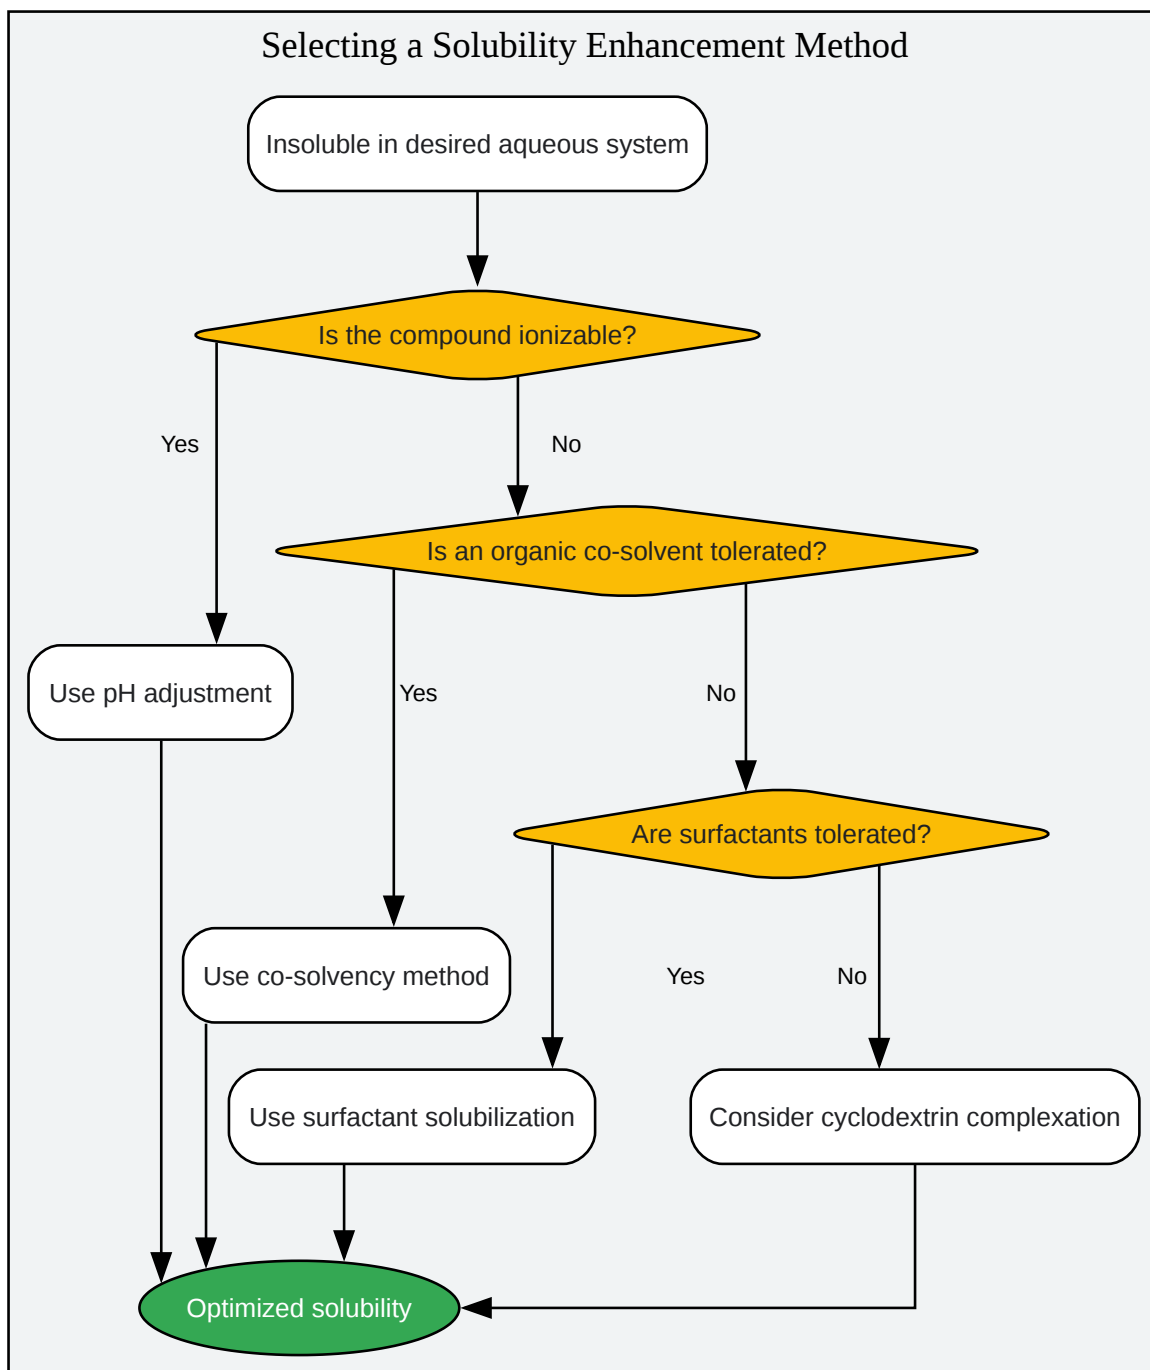 Selecting a Solubility Enhancement Method
Insoluble in desired aqueous system
Is the compound ionizable?
Yes
No
Is an organic co-solvent tolerated?
Use pH adjustment
Yes
No
Are surfactants tolerated?
Use co-solvency method
Yes
No
Use surfactant solubilization
Consider cyclodextrin complexation
Optimized solubility